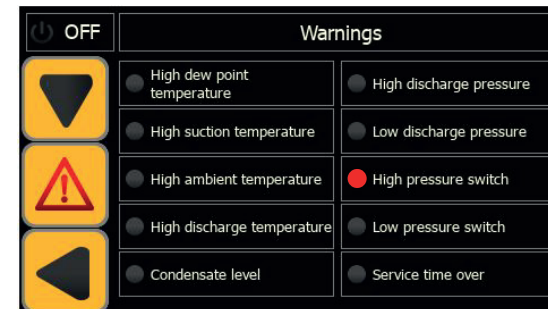 OFF
Warnings
High dew point
temperature
High discharge pressure
High suction temperature
Low discharge pressure
High ambient temperature
High pressure switch
High discharge temperature
Low pressure switch
Condensate level
Service time over